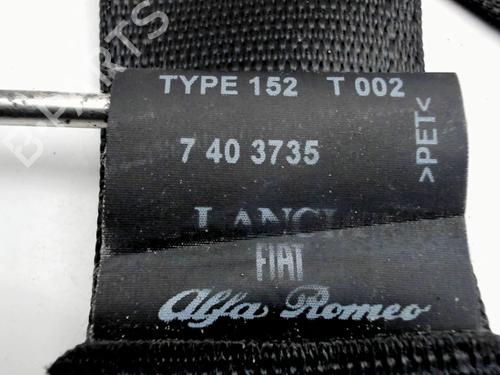 TYPE 152 T 002
7 40 3735
>PET<
FIAT
Alfa Romeo